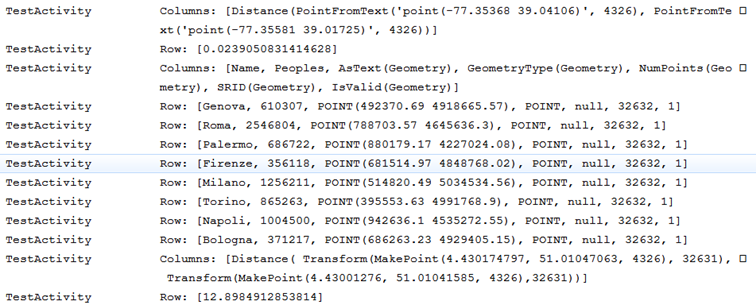 TestActivity Columns: [Distance(PointFromText('point(-77.35368 39.04106)', 4326), PointFromTe
xt('point(-77.35581 39.01725)', 4326))]
TestActivity Row: [0.0239050831414628]
TestActivity Columns: [Name, Peoples, AsText(Geometry), GeometryType(Geometry), NumPoints(Geo
metry), SRID(Geometry), IsValid(Geometry)]
TestActivity Row: [Genova, 610307, POINT(492370.69 4918665.57), POINT, null, 32632, 1]
TestActivity Row: [Roma, 2546804, POINT(788703.57 4645636.3), POINT, null, 32632, 1]
TestActivity Row: [Palermo, 686722, POINT(880179.17 4227024.08), POINT, null, 32632, 1]
TestActivity Row: [Firenze, 356118, POINT(681514.97 4848768.02), POINT, null, 32632, 1]
TestActivity Row: [Milano, 1256211, POINT(514820.49 5034534.56), POINT, null, 32632, 1]
TestActivity Row: [Torino, 865263, POINT(395553.63 4991768.9), POINT, null, 32632, 1]
TestActivity Row: [Napoli, 1004500, POINT(942636.1 4535272.55), POINT, null, 32632, 1]
TestActivity Row: [Bologna, 371217, POINT(686263.23 4929405.15), POINT, null, 32632, 1]
TestActivity Columns: [Distance( Transform(MakePoint(4.430174797, 51.01047063, 4326), 32631),
Transform(MakePoint(4.43001276, 51.01041585, 4326),32631))]
TestActivity Row: [12.8984912853814]